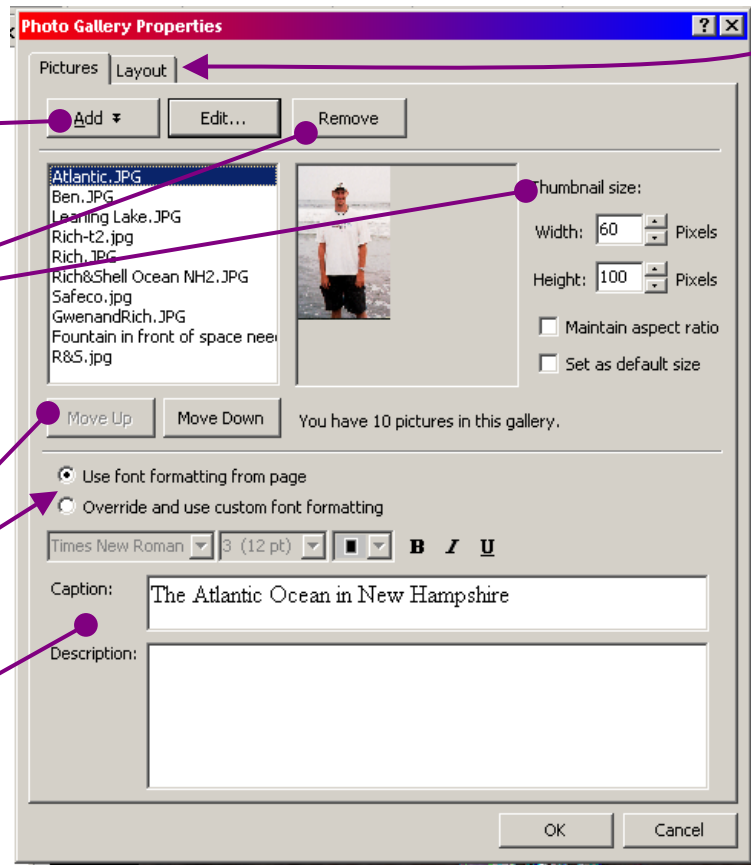 Photo Gallery Properties
Pictures Layout
Add Edit... Remove
Atlantic.JPG
Ben.JPG
Leaning Lake.JPG
Rich-t2.jpg
Rich.JPG
Rich&Shell Ocean NH2.JPG
Safeco.jpg
GwenandRich.JPG
Fountain in front of space nee
R&S.jpg
Thumbnail size:
Width: 60 Pixels
Height: 100 Pixels
Maintain aspect ratio
Set as default size
Move Up Move Down You have 10 pictures in this gallery.
Use font formatting from page
Override and use custom font formatting
Times New Roman 3 (12 pt) B I U
Caption: The Atlantic Ocean in New Hampshire
Description:
OK Cancel